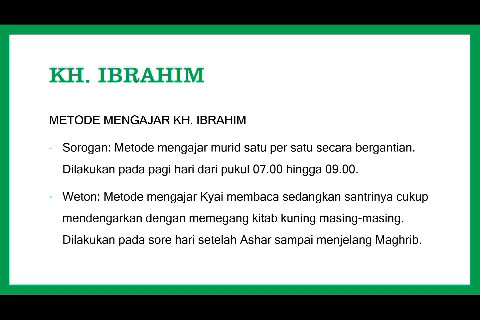 KH. IBRAHIM
METODE MENGAJAR KH. IBRAHIM
- Sorogan: Metode mengajar murid satu per satu secara bergantian.
Dilakukan pada pagi hari dari pukul 07.00 hingga 09.00.
- Weton: Metode mengajar Kyai membaca sedangkan santrinya cukup
mendengarkan dengan memegang kitab kuning masing-masing.
Dilakukan pada sore hari setelah Ashar sampai menjelang Maghrib.